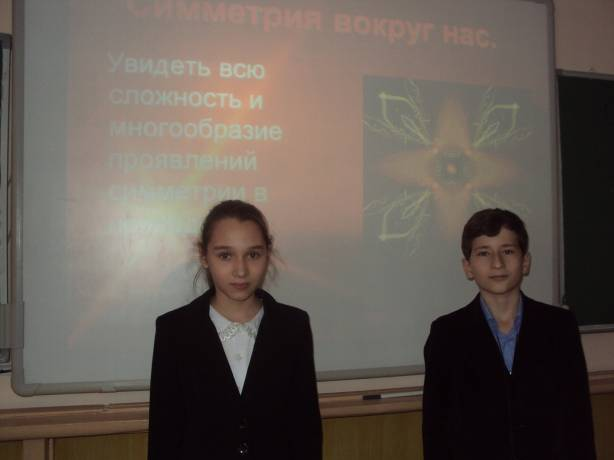 Симметрия вокруг нас.
Увидеть всю
сложность и
многообразие
проявлений
симметрии в